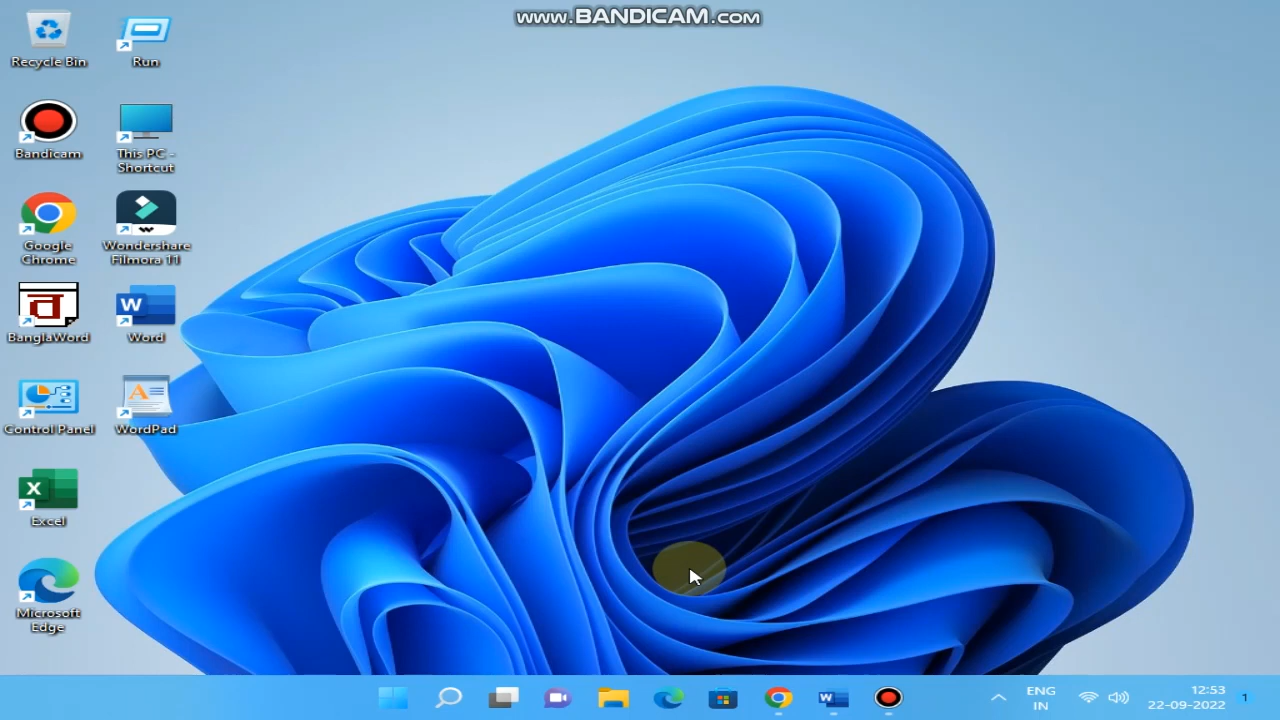 www.BANDICAM.com
Recycle Bin
Run
Bandicam
This PC -
Shortcut
Google
Chrome
Wondershare
Filmora 11
ব
BanglaWord
W
Word
Control Panel
A
WordPad
X
Excel
Microsoft
Edge
W
ENG
IN
12:53
22-09-2022
1